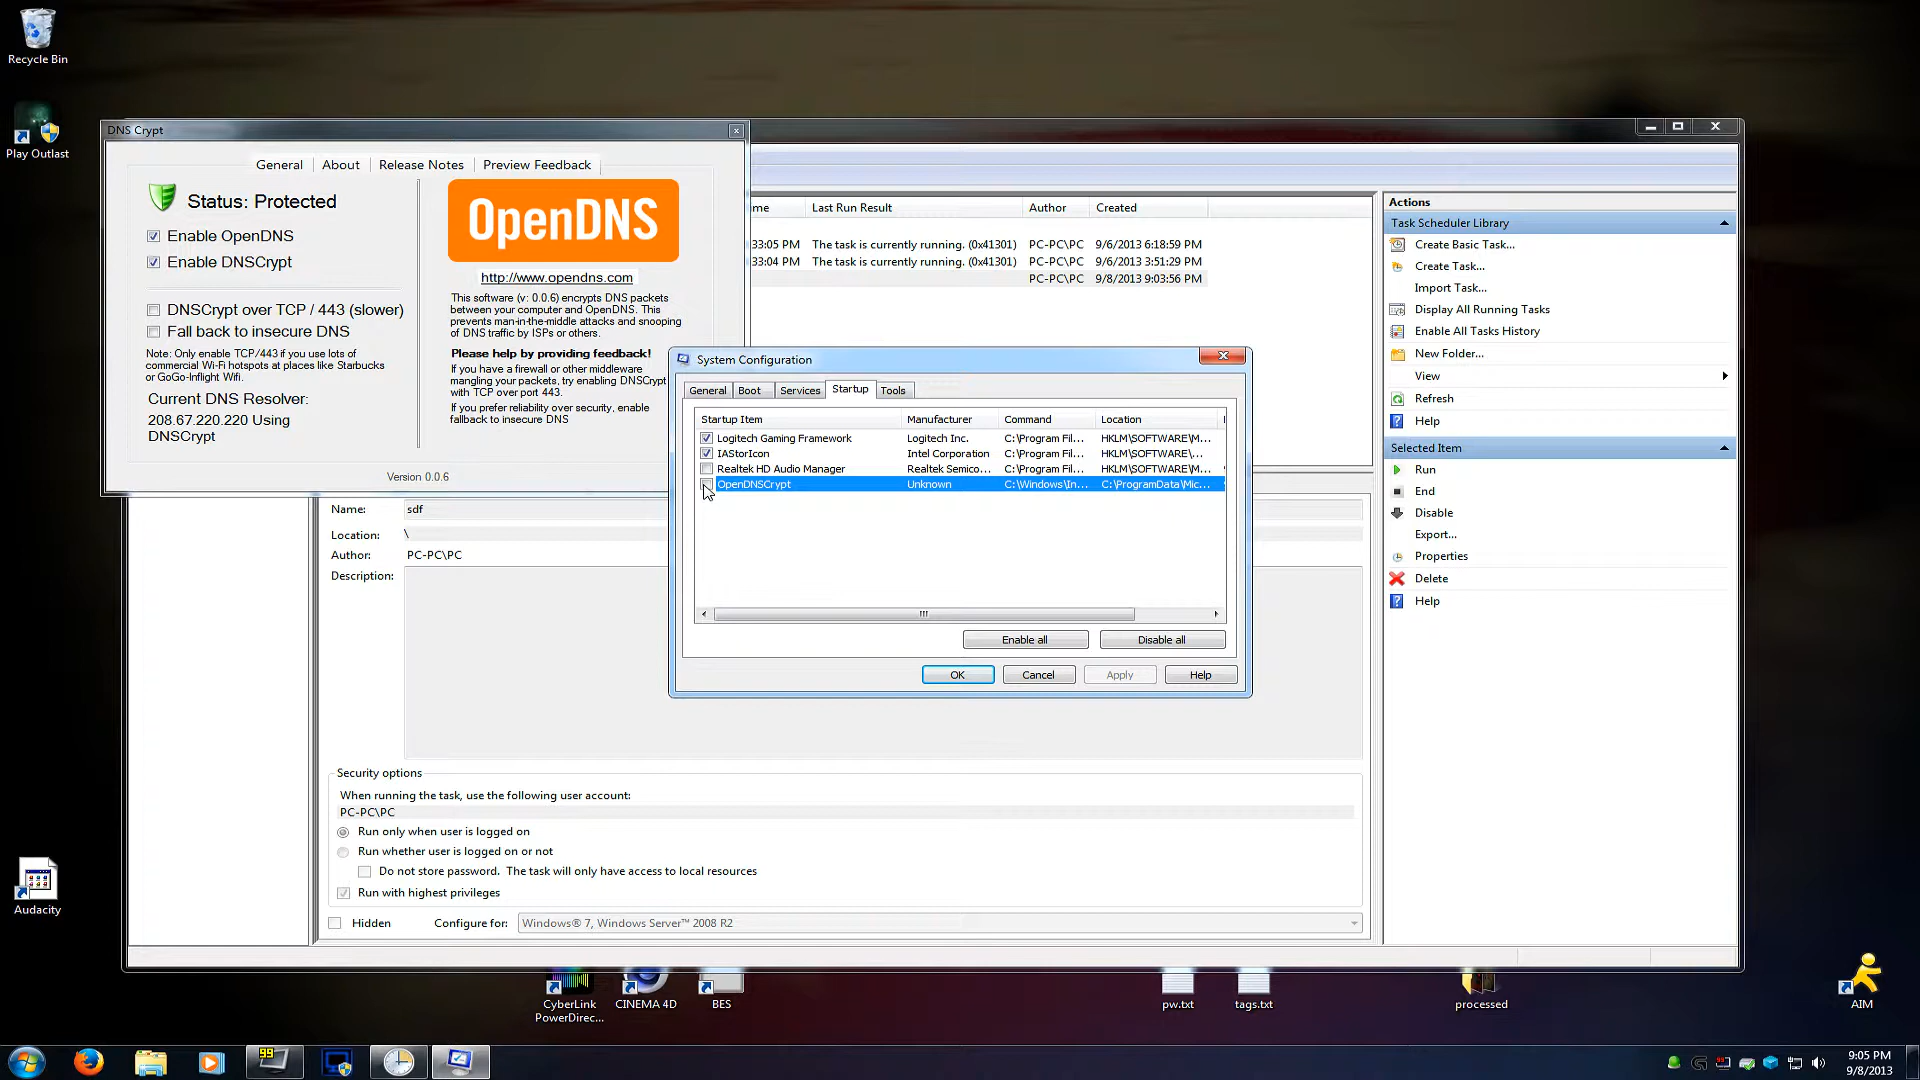 Recycle Bin
Play Outlast
DNS Crypt
General
About
Release Notes
Preview Feedback
Status: Protected
Enable OpenDNS
Enable DNSCrypt
DNSCrypt over TCP / 443 (slower)
Fall back to insecure DNS
Note: Only enable TCP/443 if you use lots of
commercial Wi-Fi hotspots at places like Starbucks
or GoGo-Inflight Wifi.
Current DNS Resolver:
208.67.220.220 Using
DNSCrypt
OpenDNS
http://www.opendns.com
This software (v: 0.0.6) encrypts DNS packets
between your computer and OpenDNS. This
prevents man-in-the-middle attacks and snooping
of DNS traffic by ISPs or others.
Please help by providing feedback!
If you have a firewall or other middleware
mangling your packets, try enabling DNSCrypt
with TCP over port 443.
If you prefer reliability over security, enable
fallback to insecure DNS
Version 0.0.6
me Last Run Result Author Created
33:05 PM The task is currently running. (0x41301) PC-PC\PC 9/6/2013 6:18:59 PM
33:04 PM The task is currently running. (0x41301) PC-PC\PC 9/6/2013 3:51:29 PM
PC-PC\PC 9/8/2013 9:03:56 PM
Actions
Task Scheduler Library
Create Basic Task...
Create Task...
Import Task...
Display All Running Tasks
Enable All Tasks History
New Folder...
View
Refresh
Help
Selected Item
Run
End
Disable
Export...
Properties
Delete
Help
System Configuration
General Boot Services Startup Tools
Startup Item Manufacturer Command Location
Logitech Gaming Framework Logitech Inc. C:\Program Fil... HKLM\SOFTWARE\M...
IAStorIcon Intel Corporation C:\Program Fil... HKLM\SOFTWARE\...
Realtek HD Audio Manager Realtek Semico... C:\Program Fil... HKLM\SOFTWARE\M...
OpenDNSCrypt Unknown C:\Windows\In... C:\ProgramData\Mic...
Enable all Disable all
OK Cancel Apply Help
Name: sdf
Location: \
Author: PC-PC\PC
Description:
Security options
When running the task, use the following user account:
PC-PC\PC
Run only when user is logged on
Run whether user is logged on or not
Do not store password. The task will only have access to local resources
Run with highest privileges
Hidden Configure for: Windows® 7, Windows Server™ 2008 R2
Audacity
CyberLink
PowerDirec...
CINEMA 4D
BES
pw.txt
tags.txt
processed
AIM
99
9:05 PM
9/8/2013